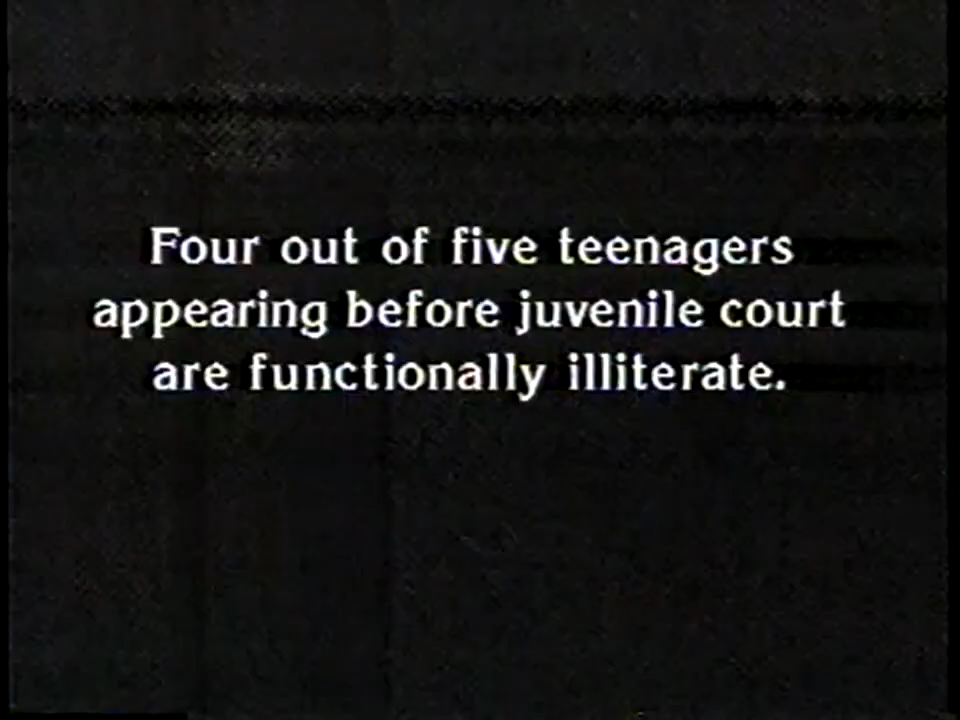 Four out of five teenagers
appearing before juvenile court
are functionally illiterate.